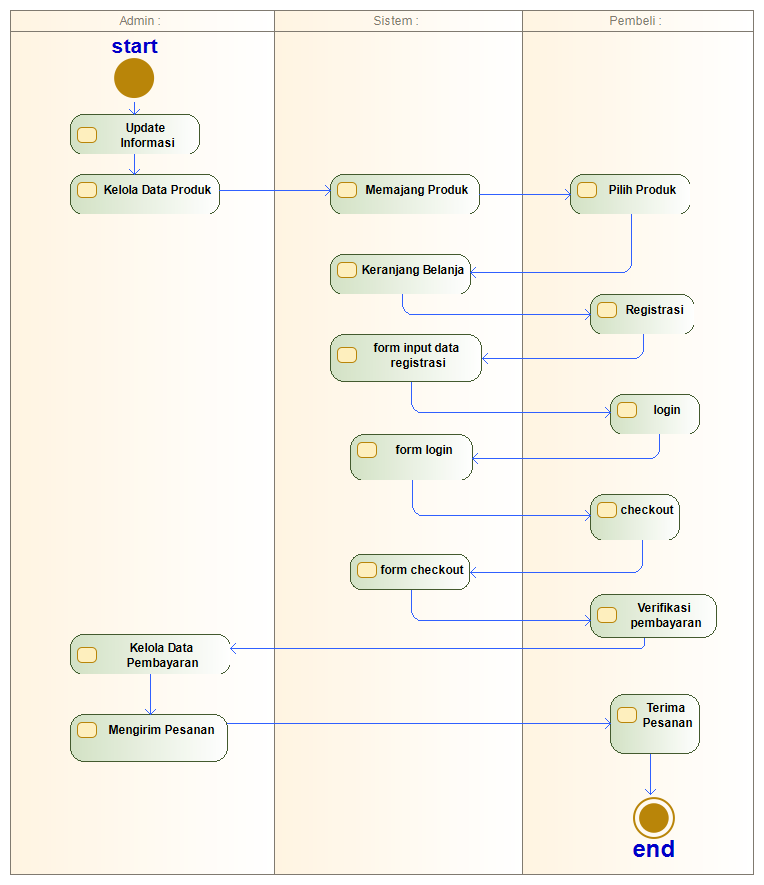 Admin :
Sistem :
Pembeli :
start
Update
Informasi
Kelola Data Produk
Memajang Produk
Pilih Produk
Keranjang Belanja
Registrasi
form input data
registrasi
login
form login
checkout
form checkout
Verifikasi
pembayaran
Kelola Data
Pembayaran
Mengirim Pesanan
Terima
Pesanan
end